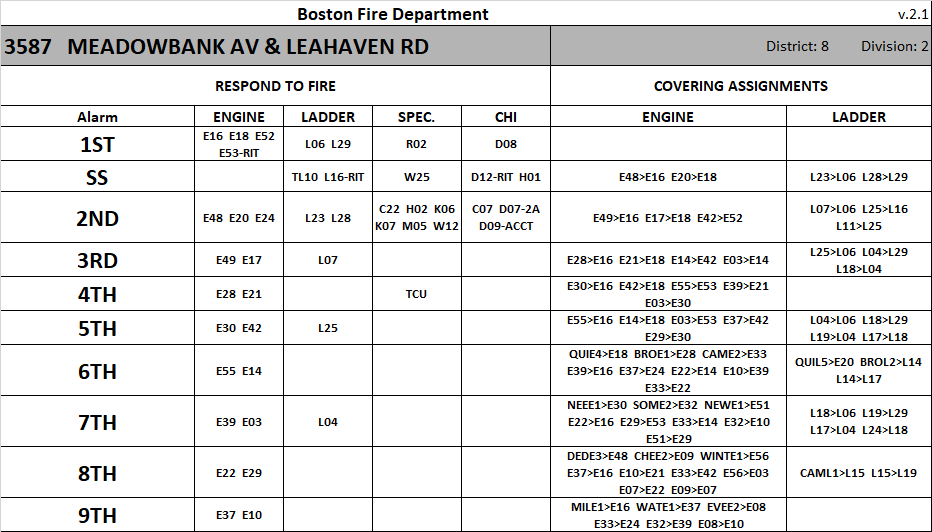 Boston Fire Department
v.2.1
3587 MEADOWBANK AV & LEAHAVEN RD
District: 8 Division: 2
RESPOND TO FIRE
COVERING ASSIGNMENTS
Alarm ENGINE LADDER SPEC. CHI ENGINE LADDER
1ST
E16 E18 E52
E53-RIT
L06 L29
R02
D08
SS
TL10 L16-RIT
W25
D12-RIT H01
E48>E16 E20>E18
L23>L06 L28>L29
2ND
E48 E20 E24
L23 L28
C22 H02 K06
K07 M05 W12
C07 D07-2A
D09-ACCT
E49>E16 E17>E18 E42>E52
L07>L06 L25>L16
L11>L25
3RD
E49 E17
L07
E28>E16 E21>E18 E14>E42 E03>E14
L25>L06 L04>L29
L18>L04
4TH
E28 E21
TCU
E30>E16 E42>E18 E55>E53 E39>E21
E03>E30
5TH
E30 E42
L25
E55>E16 E14>E18 E03>E53 E37>E42
E29>E30
L04>L06 L18>L29
L19>L04 L17>L18
6TH
E55 E14
QUIE4>E18 BROE1>E28 CAME2>E33
E39>E16 E37>E24 E22>E14 E10>E39
E33>E22
QUIL5>E20 BROL2>L14
L14>L17
7TH
E39 E03
L04
NEEE1>E30 SOME2>E32 NEWE1>E51
E22>E16 E29>E53 E33>E14 E32>E10
E51>E29
L18>L06 L19>L29
L17>L04 L24>L18
8TH
E22 E29
DEDE3>E48 CHEE2>E09 WINTE1>E56
E37>E16 E10>E21 E33>E42 E56>E03
E07>E22 E09>E07
CAML1>L15 L15>L19
9TH
E37 E10
MILE1>E16 WATE1>E37 EVEE2>E08
E33>E24 E32>E39 E08>E10